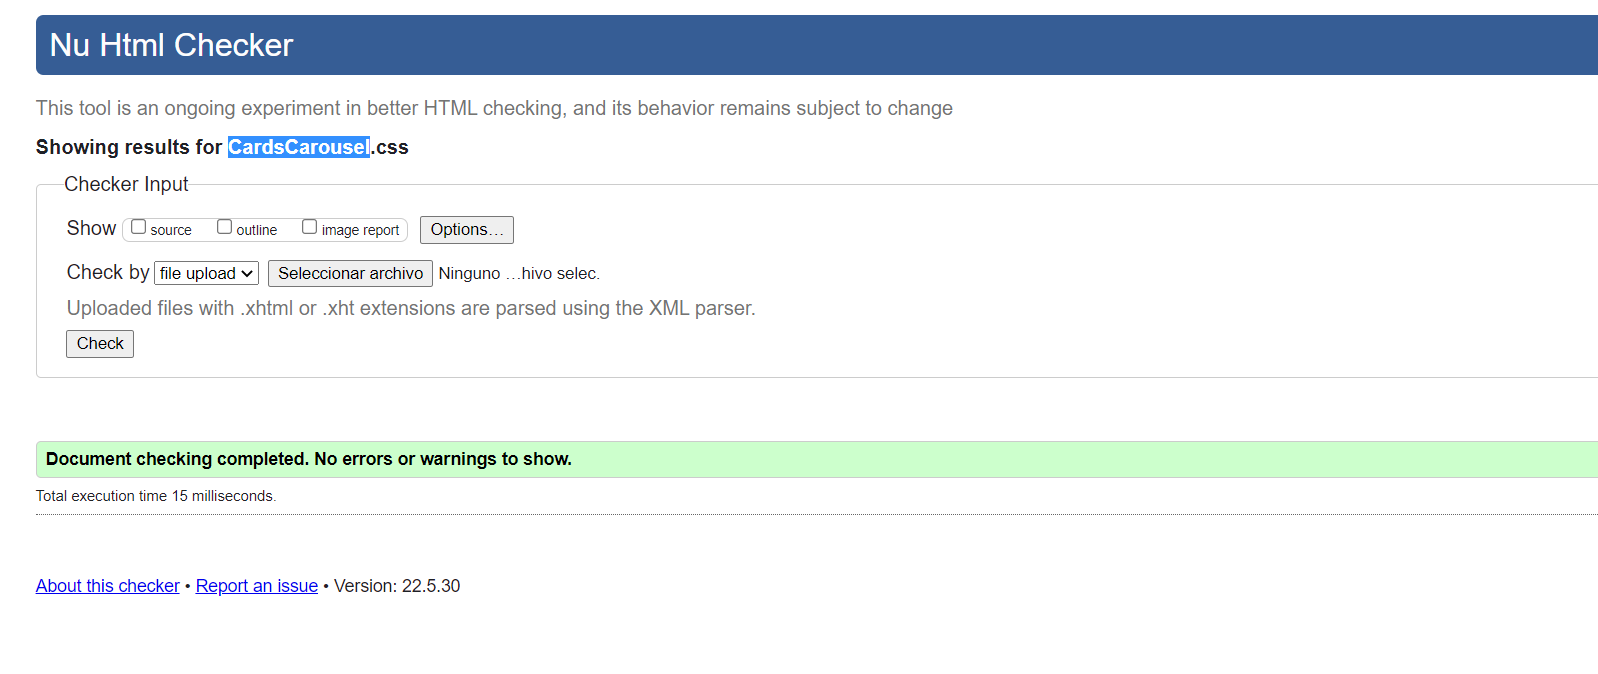 Nu Html Checker
This tool is an ongoing experiment in better HTML checking, and its behavior remains subject to change
Showing results for CardsCarousel.css
Checker Input
Show source outline image report Options…
Check by file upload Seleccionar archivo Ninguno …hivo selec.
Uploaded files with .xhtml or .xht extensions are parsed using the XML parser.
Check
Document checking completed. No errors or warnings to show.
Total execution time 15 milliseconds.
About this checker • Report an issue • Version: 22.5.30